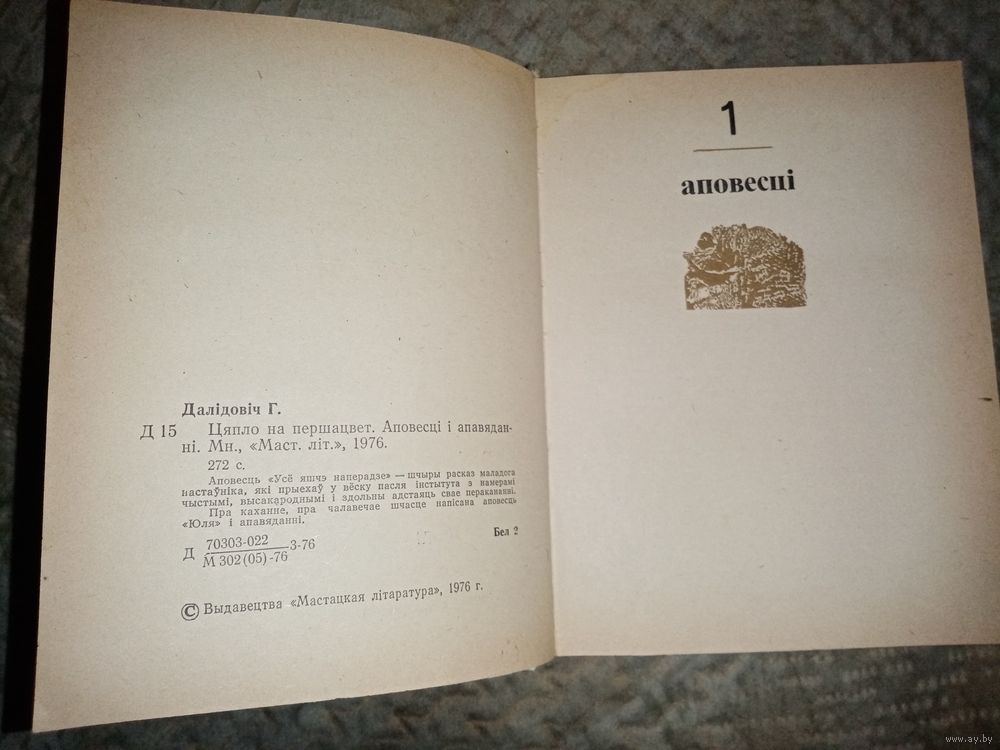 Далідовіч Г.
Д 15 Цяпло на першацвет. Аповесці і апавядан-
ні. Мн., «Маст. літ.», 1976.
272 с.
Аповесць «Усё яшчэ наперадзе» — шчыры расказ маладога
настаўніка, які прыехаў у вёску пасля інстытута з намерамі
чыстымі, высакароднымі і здольны адстаяць свае перакананні.
Пра каханне, пра чалавечае шчасце напісана аповесць
«Юля» і апавяданні.
Бел 2
Д 70303-022 3-76
М 302(05)-76
© Выдавецтва «Мастацкая літаратура», 1976 г.
1
аповесці
www.ay.by